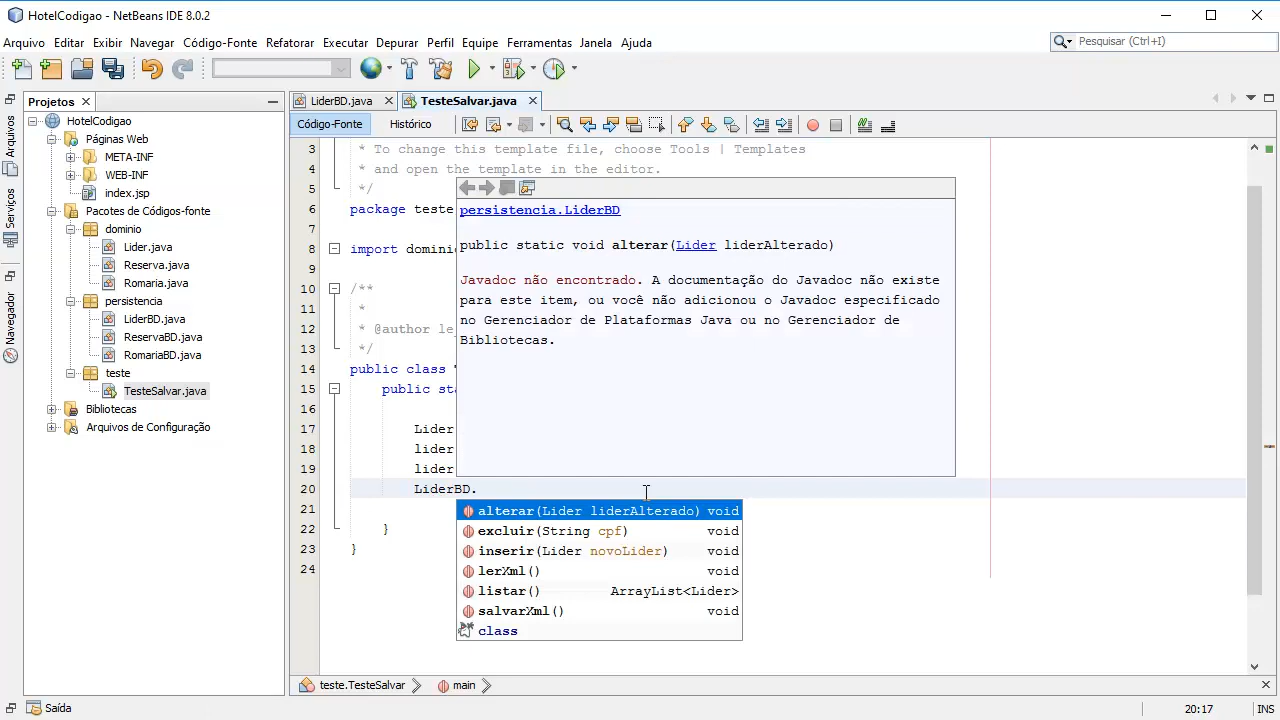 HotelCodigao - NetBeans IDE 8.0.2
Arquivo Editar Exibir Navegar Código-Fonte Refatorar Executar Depurar Perfil Equipe Ferramentas Janela Ajuda
Pesquisar (Ctrl+I)
Arquivos
Serviços
Navegador
Projetos
HotelCodigao
Páginas Web
META-INF
WEB-INF
index.jsp
Pacotes de Códigos-fonte
dominio
Lider.java
Reserva.java
Romaria.java
persistencia
LiderBD.java
ReservaBD.java
RomariaBD.java
teste
TesteSalvar.java
Bibliotecas
Arquivos de Configuração
LiderBD.java TesteSalvar.java
Código-Fonte Histórico
3 * To change this template file, choose Tools | Templates
4 * and open the template in the editor.
5 */
6 package teste
7
8 import domini
9
10 /**
11 *
12 * @author le
13 */
14 public class
15 public sta
16
17 Lider
18 lider
19 lider
20 LiderBD.
21
22 }
23 }
24
persistencia.LiderBD
public static void alterar(Lider liderAlterado)
Javadoc não encontrado. A documentação do Javadoc não existe
para este item, ou você não adicionou o Javadoc especificado
no Gerenciador de Plataformas Java ou no Gerenciador de
Bibliotecas.
alterar(Lider liderAlterado) void
excluir(String cpf) void
inserir(Lider novoLider) void
lerXml() void
listar() ArrayList<Lider>
salvarXml() void
class
teste.TesteSalvar main
Saída
20:17 INS